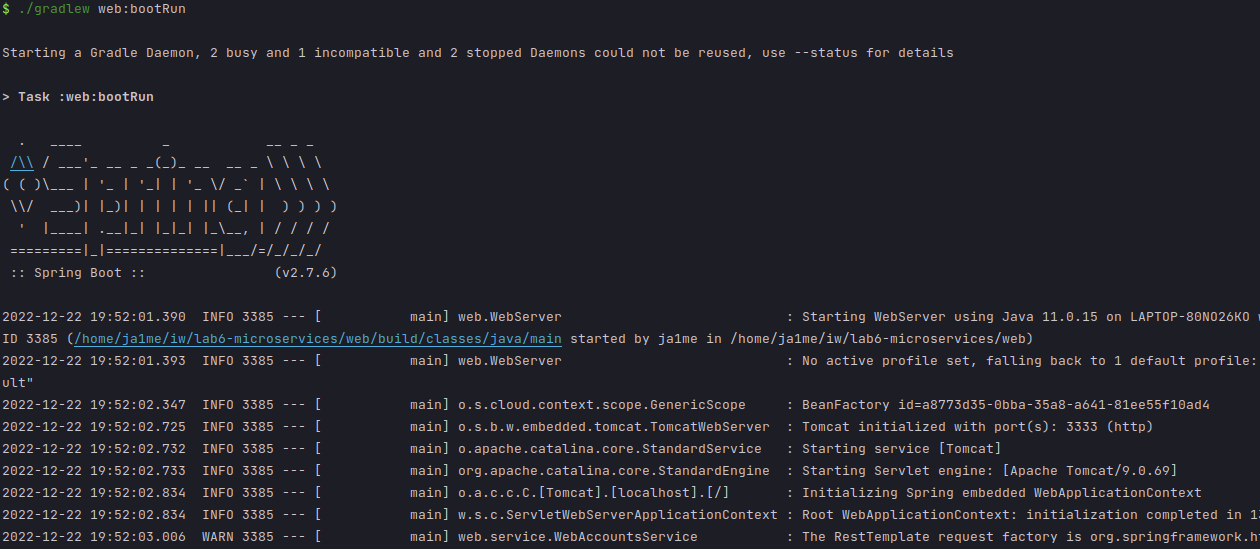 $ ./gradlew web:bootRun
Starting a Gradle Daemon, 2 busy and 1 incompatible and 2 stopped Daemons could not be reused, use --status for details
> Task :web:bootRun
  .   ____          _            __ _ _
 /\\ / ___'_ __ _ _(_)_ __  __ _ \ \ \ \
( ( )\___ | '_ | '_| | '_ \/ _` | \ \ \ \
 \\/  ___)| |_)| | | | | || (_| |  ) ) ) )
  '  |____| .__|_| |_|_| |_\__, | / / / /
 =========|_|==============|___/=/_/_/_/
 :: Spring Boot ::                (v2.7.6)
2022-12-22 19:52:01.390  INFO 3385 --- [           main] web.WebServer                            : Starting WebServer using Java 11.0.15 on LAPTOP-80NO26KO
ID 3385 (/home/ja1me/iw/lab6-microservices/web/build/classes/java/main started by ja1me in /home/ja1me/iw/lab6-microservices/web)
2022-12-22 19:52:01.393  INFO 3385 --- [           main] web.WebServer                            : No active profile set, falling back to 1 default profile:
ult"
2022-12-22 19:52:02.347  INFO 3385 --- [           main] o.s.cloud.context.scope.GenericScope     : BeanFactory id=a8773d35-0bba-35a8-a641-81ee55f10ad4
2022-12-22 19:52:02.725  INFO 3385 --- [           main] o.s.b.w.embedded.tomcat.TomcatWebServer  : Tomcat initialized with port(s): 3333 (http)
2022-12-22 19:52:02.732  INFO 3385 --- [           main] o.apache.catalina.core.StandardService   : Starting service [Tomcat]
2022-12-22 19:52:02.733  INFO 3385 --- [           main] org.apache.catalina.core.StandardEngine  : Starting Servlet engine: [Apache Tomcat/9.0.69]
2022-12-22 19:52:02.834  INFO 3385 --- [           main] o.a.c.c.C.[Tomcat].[localhost].[/]       : Initializing Spring embedded WebApplicationContext
2022-12-22 19:52:02.834  INFO 3385 --- [           main] w.s.c.ServletWebServerApplicationContext : Root WebApplicationContext: initialization completed in
2022-12-22 19:52:03.006  WARN 3385 --- [           main] web.service.WebAccountsService           : The RestTemplate request factory is org.springframework.